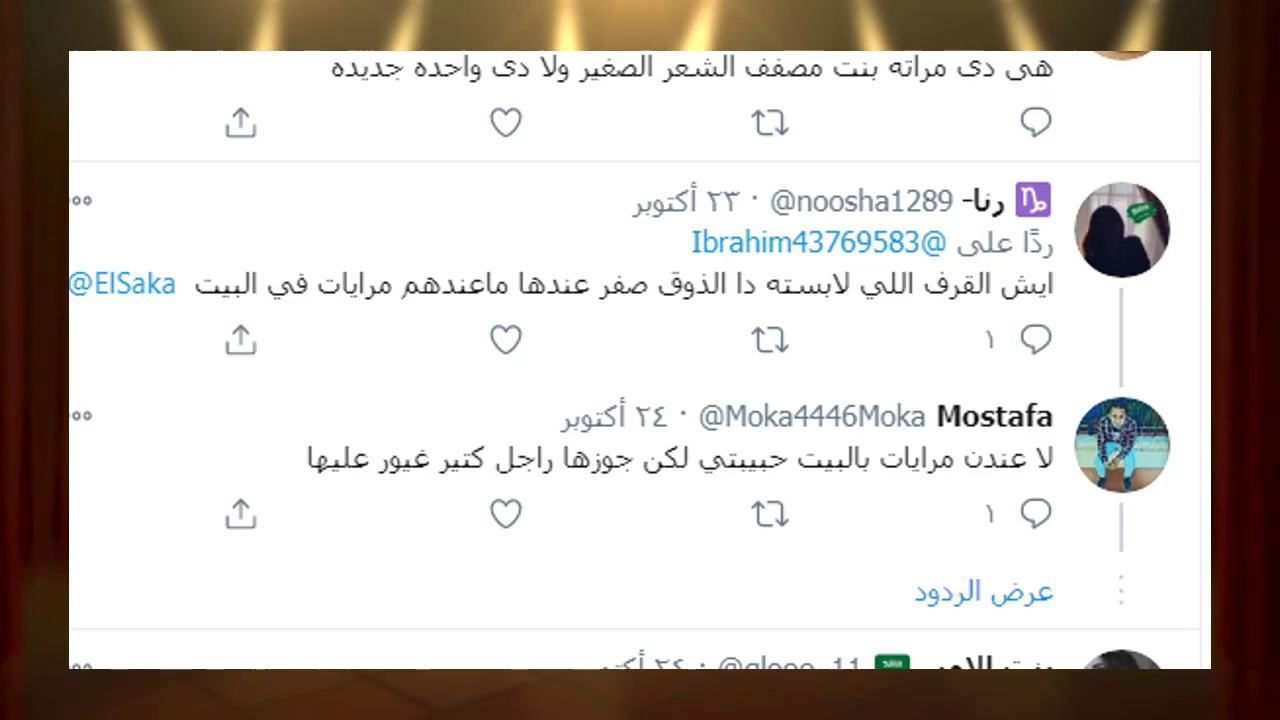 هى دى مراته بنت مصفف الشعر الصغير ولا دى واحده جديده
رنا- @noosha1289 · ٢٣ أكتوبر
ردًا على @Ibrahim43769583
ايش القرف اللي لابسته دا الذوق صفر عندها ماعندهم مرايات في البيت @ElSaka
١
Mostafa @Moka4446Moka · ٢٤ أكتوبر
لا عندن مرايات بالبيت حبيبتي لكن جوزها راجل كتير غيور عليها
١
عرض الردود